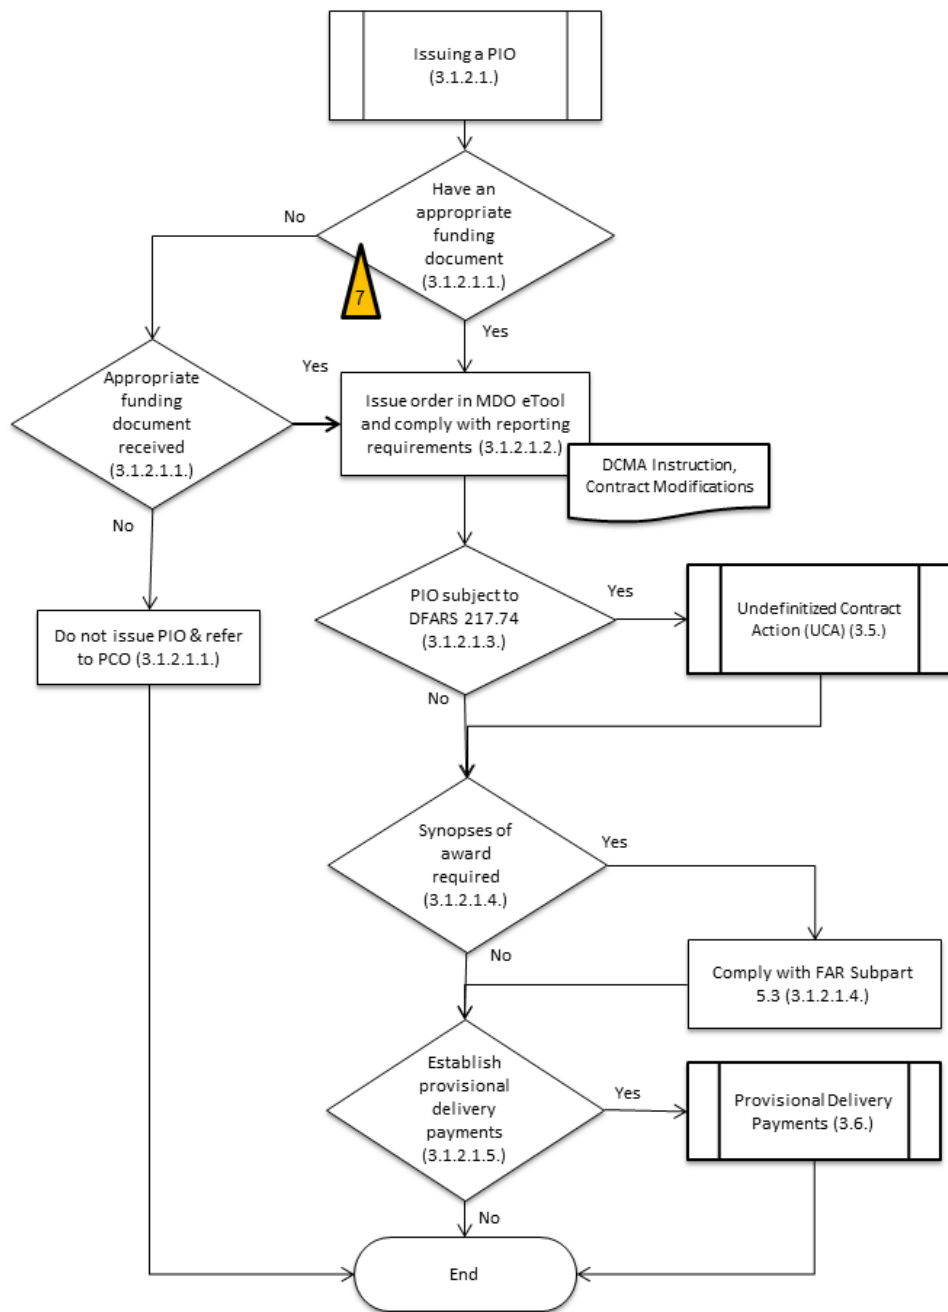 Issuing a PIO
(3.1.2.1.)
Have an
appropriate
funding
document
(3.1.2.1.1.)
No
7
Yes
Appropriate
funding
document
received
(3.1.2.1.1.)
Yes
Issue order in MDO eTool
and comply with reporting
requirements (3.1.2.1.2.)
DCMA Instruction,
Contract Modifications
No
Do not issue PIO & refer
to PCO (3.1.2.1.1.)
PIO subject to
DFARS 217.74
(3.1.2.1.3.)
Yes
Undefinitized Contract
Action (UCA) (3.5.)
No
Synopses of
award
required
(3.1.2.1.4.)
Yes
No
Comply with FAR Subpart
5.3 (3.1.2.1.4.)
Establish
provisional
delivery
payments
(3.1.2.1.5.)
Yes
Provisional Delivery
Payments (3.6.)
No
End